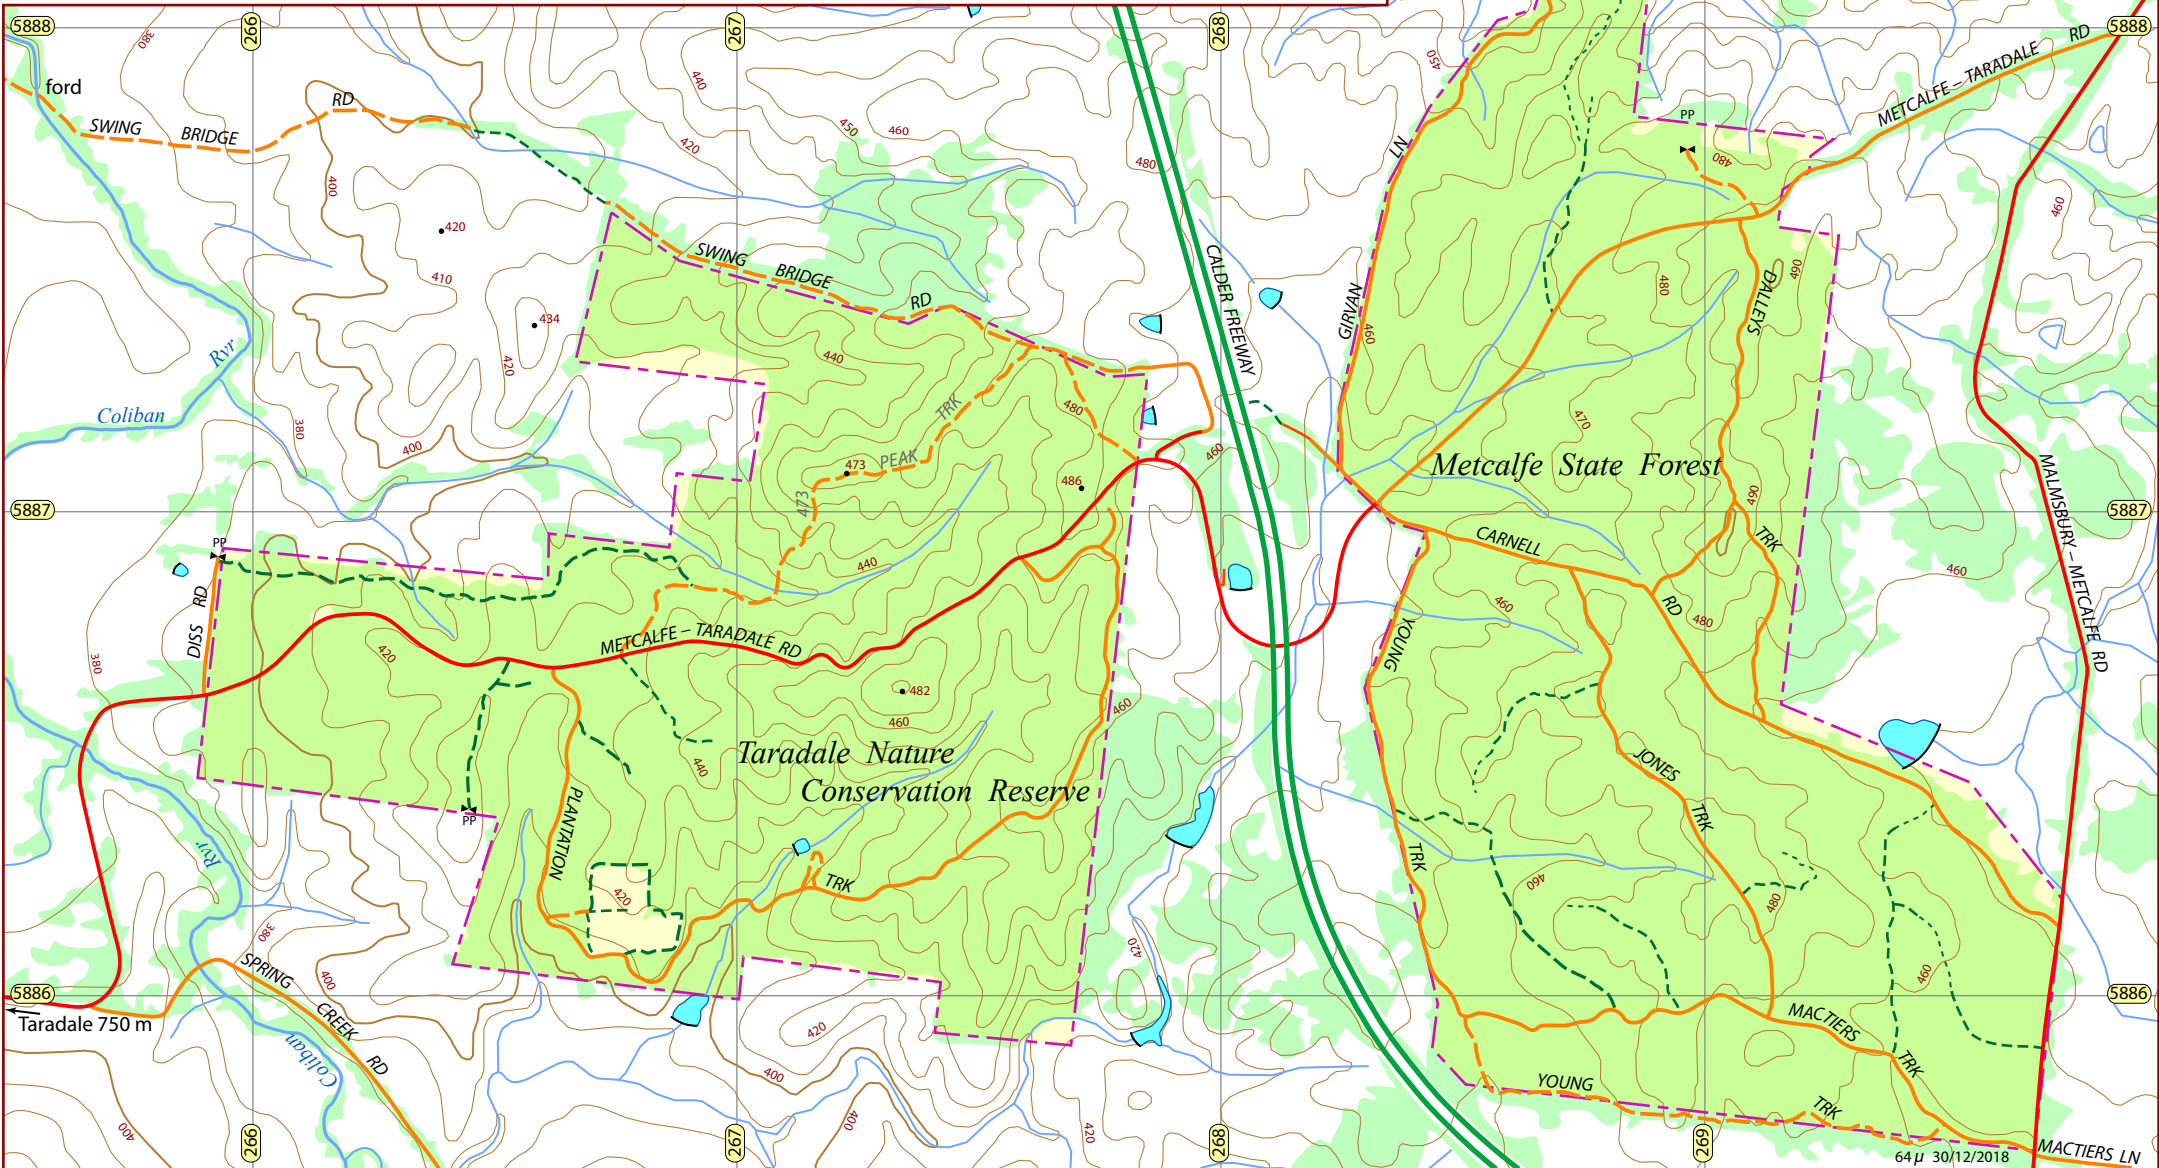 5888
266
267
268
5888
380
ford
SWING BRIDGE RD
440
450
460
420
480
450
GIRVAN LN
PP
480
METCALFE – TARADALE RD
400
420
410
434
420
SWING BRIDGE RD
CALDER FREEWAY
460
480
DALLEYS TRK
490
460
Rvr
Coliban
380
400
440
473 PEAK TRK
473
480
486
460
470
Metcalfe State Forest
490
MALMSBURY – METCALFE RD
5887
5887
PP
DISS RD
440
CARNELL RD
460
480
460
380
420
METCALFE – TARADALE RD
482
460
460
YOUNG TRK
440
Taradale Nature
Conservation Reserve
JONES TRK
PP
PLANTATION TRK
420
Rvr
460
480
460
380
400
420
SPRING CREEK RD
5886
5886
Taradale 750 m
Coliban
420
400
400
400
420
MACTIERS TRK
YOUNG TRK
MACTIERS LN
266
267
268
269
64µ 30/12/2018